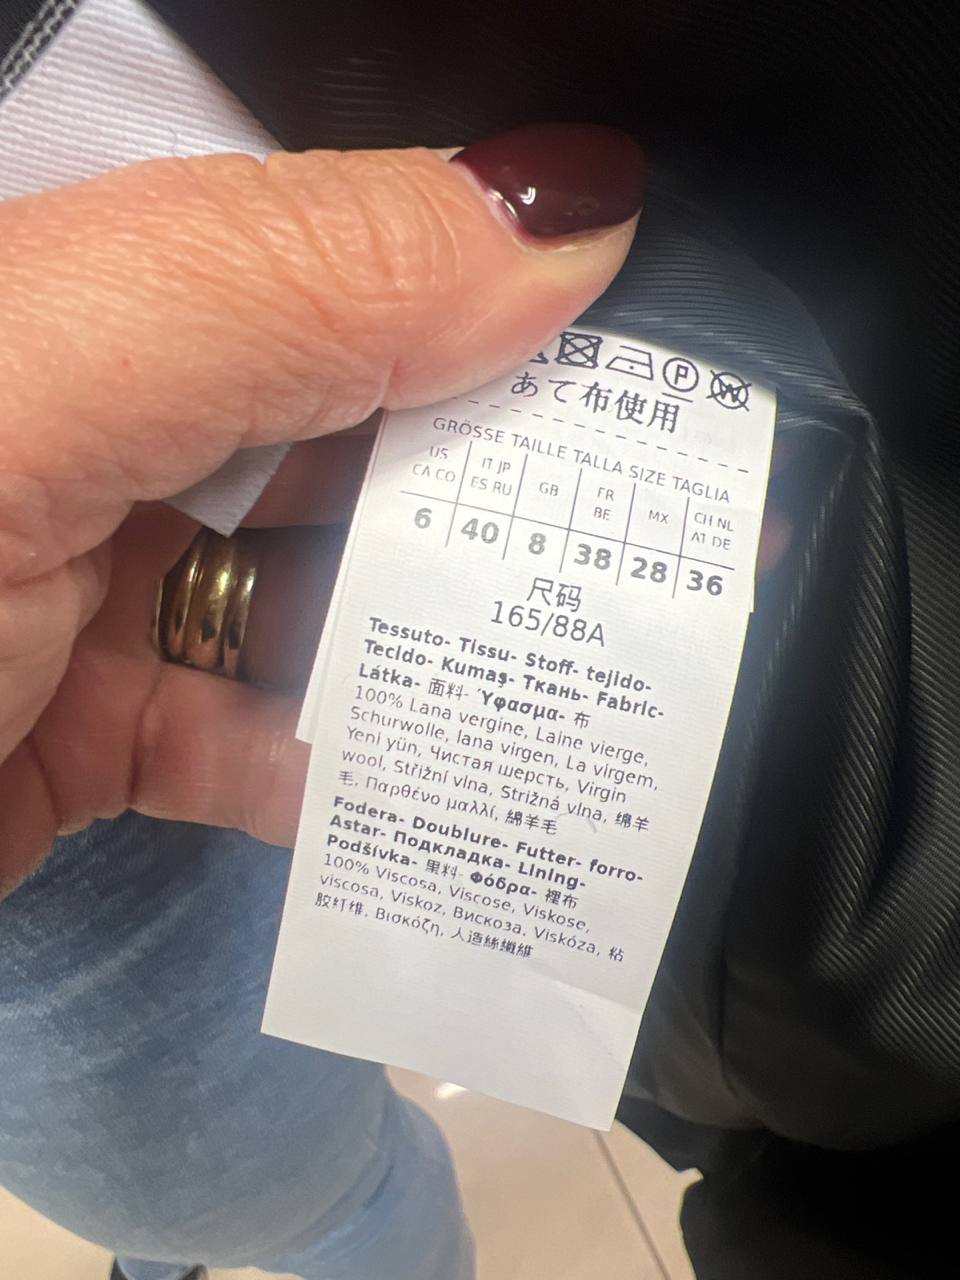 P W
あて布使用
GRÖSSE TAILLE TALLA SIZE TAGLIA
US CA CO IT JP ES RU GB FR BE MX CH NL AT DE
6 40 8 38 28 36
尺码
165/88A
Tessuto- Tissu- Stoff- tejido-
Tecido- Kumaş- Ткань- Fabric-
Látka- 面料- Ύφασμα- 布
100% Lana vergine, Laine vierge,
Schurwolle, lana virgen, La virgem,
Yeni yün, Чистая шерсть, Virgin
wool, Střižní vlna, Strižná vlna, 绵羊
毛, Παρθένο μαλλί, 綿羊毛
Fodera- Doublure- Futter- forro-
Astar- Подкладка- Lining-
Podšívka- 里料- Φόδρα- 裡布
100% Viscosa, Viscose, Viskose,
viscosa, Viskoz, Вискоза, Viskóza, 粘
胶纤维, Βισκόζη, 人造絲纖維